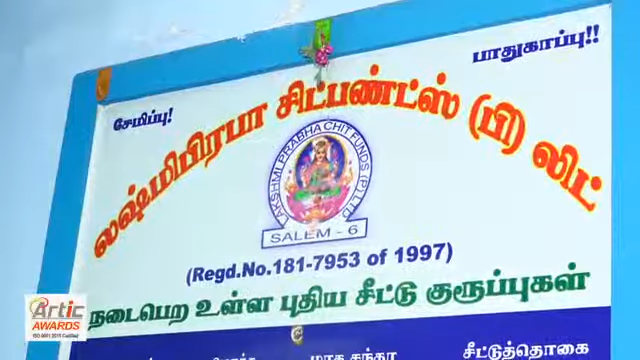 சேமிப்பு!
பாதுகாப்பு!!
லஷ்மிபிரபா சிட்பண்ட்ஸ் (பி) லிட்
LAKSHMI PRABHA CHIT FUNDS (P) LTD
SALEM - 6
(Regd.No.181-7953 of 1997)
நடைபெற உள்ள புதிய சீட்டு குரூப்புகள்
மாத சந்தா
சீட்டுத்தொகை
Artic
AWARDS